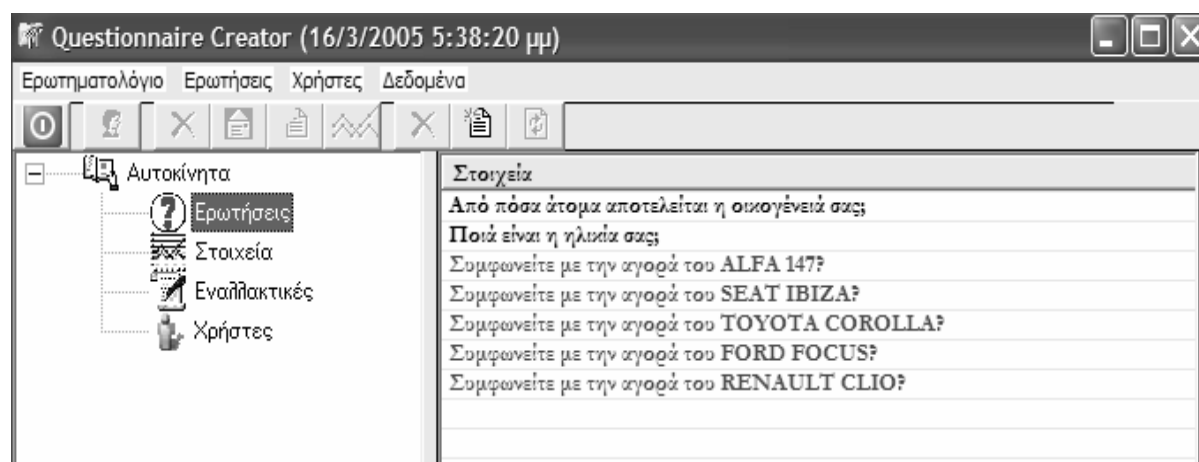 Questionnaire Creator (16/3/2005 5:38:20 μμ)
Ερωτηματολόγιο Ερωτήσεις Χρήστες Δεδομένα
Αυτοκίνητα
Ερωτήσεις
Στοιχεία
Εναλλακτικές
Χρήστες
Στοιχεία
Από πόσα άτομα αποτελείται η οικογένειά σας;
Ποιά είναι η ηλικία σας;
Συμφωνείτε με την αγορά του ALFA 147?
Συμφωνείτε με την αγορά του SEAT IBIZA?
Συμφωνείτε με την αγορά του TOYOTA COROLLA?
Συμφωνείτε με την αγορά του FORD FOCUS?
Συμφωνείτε με την αγορά του RENAULT CLIO?